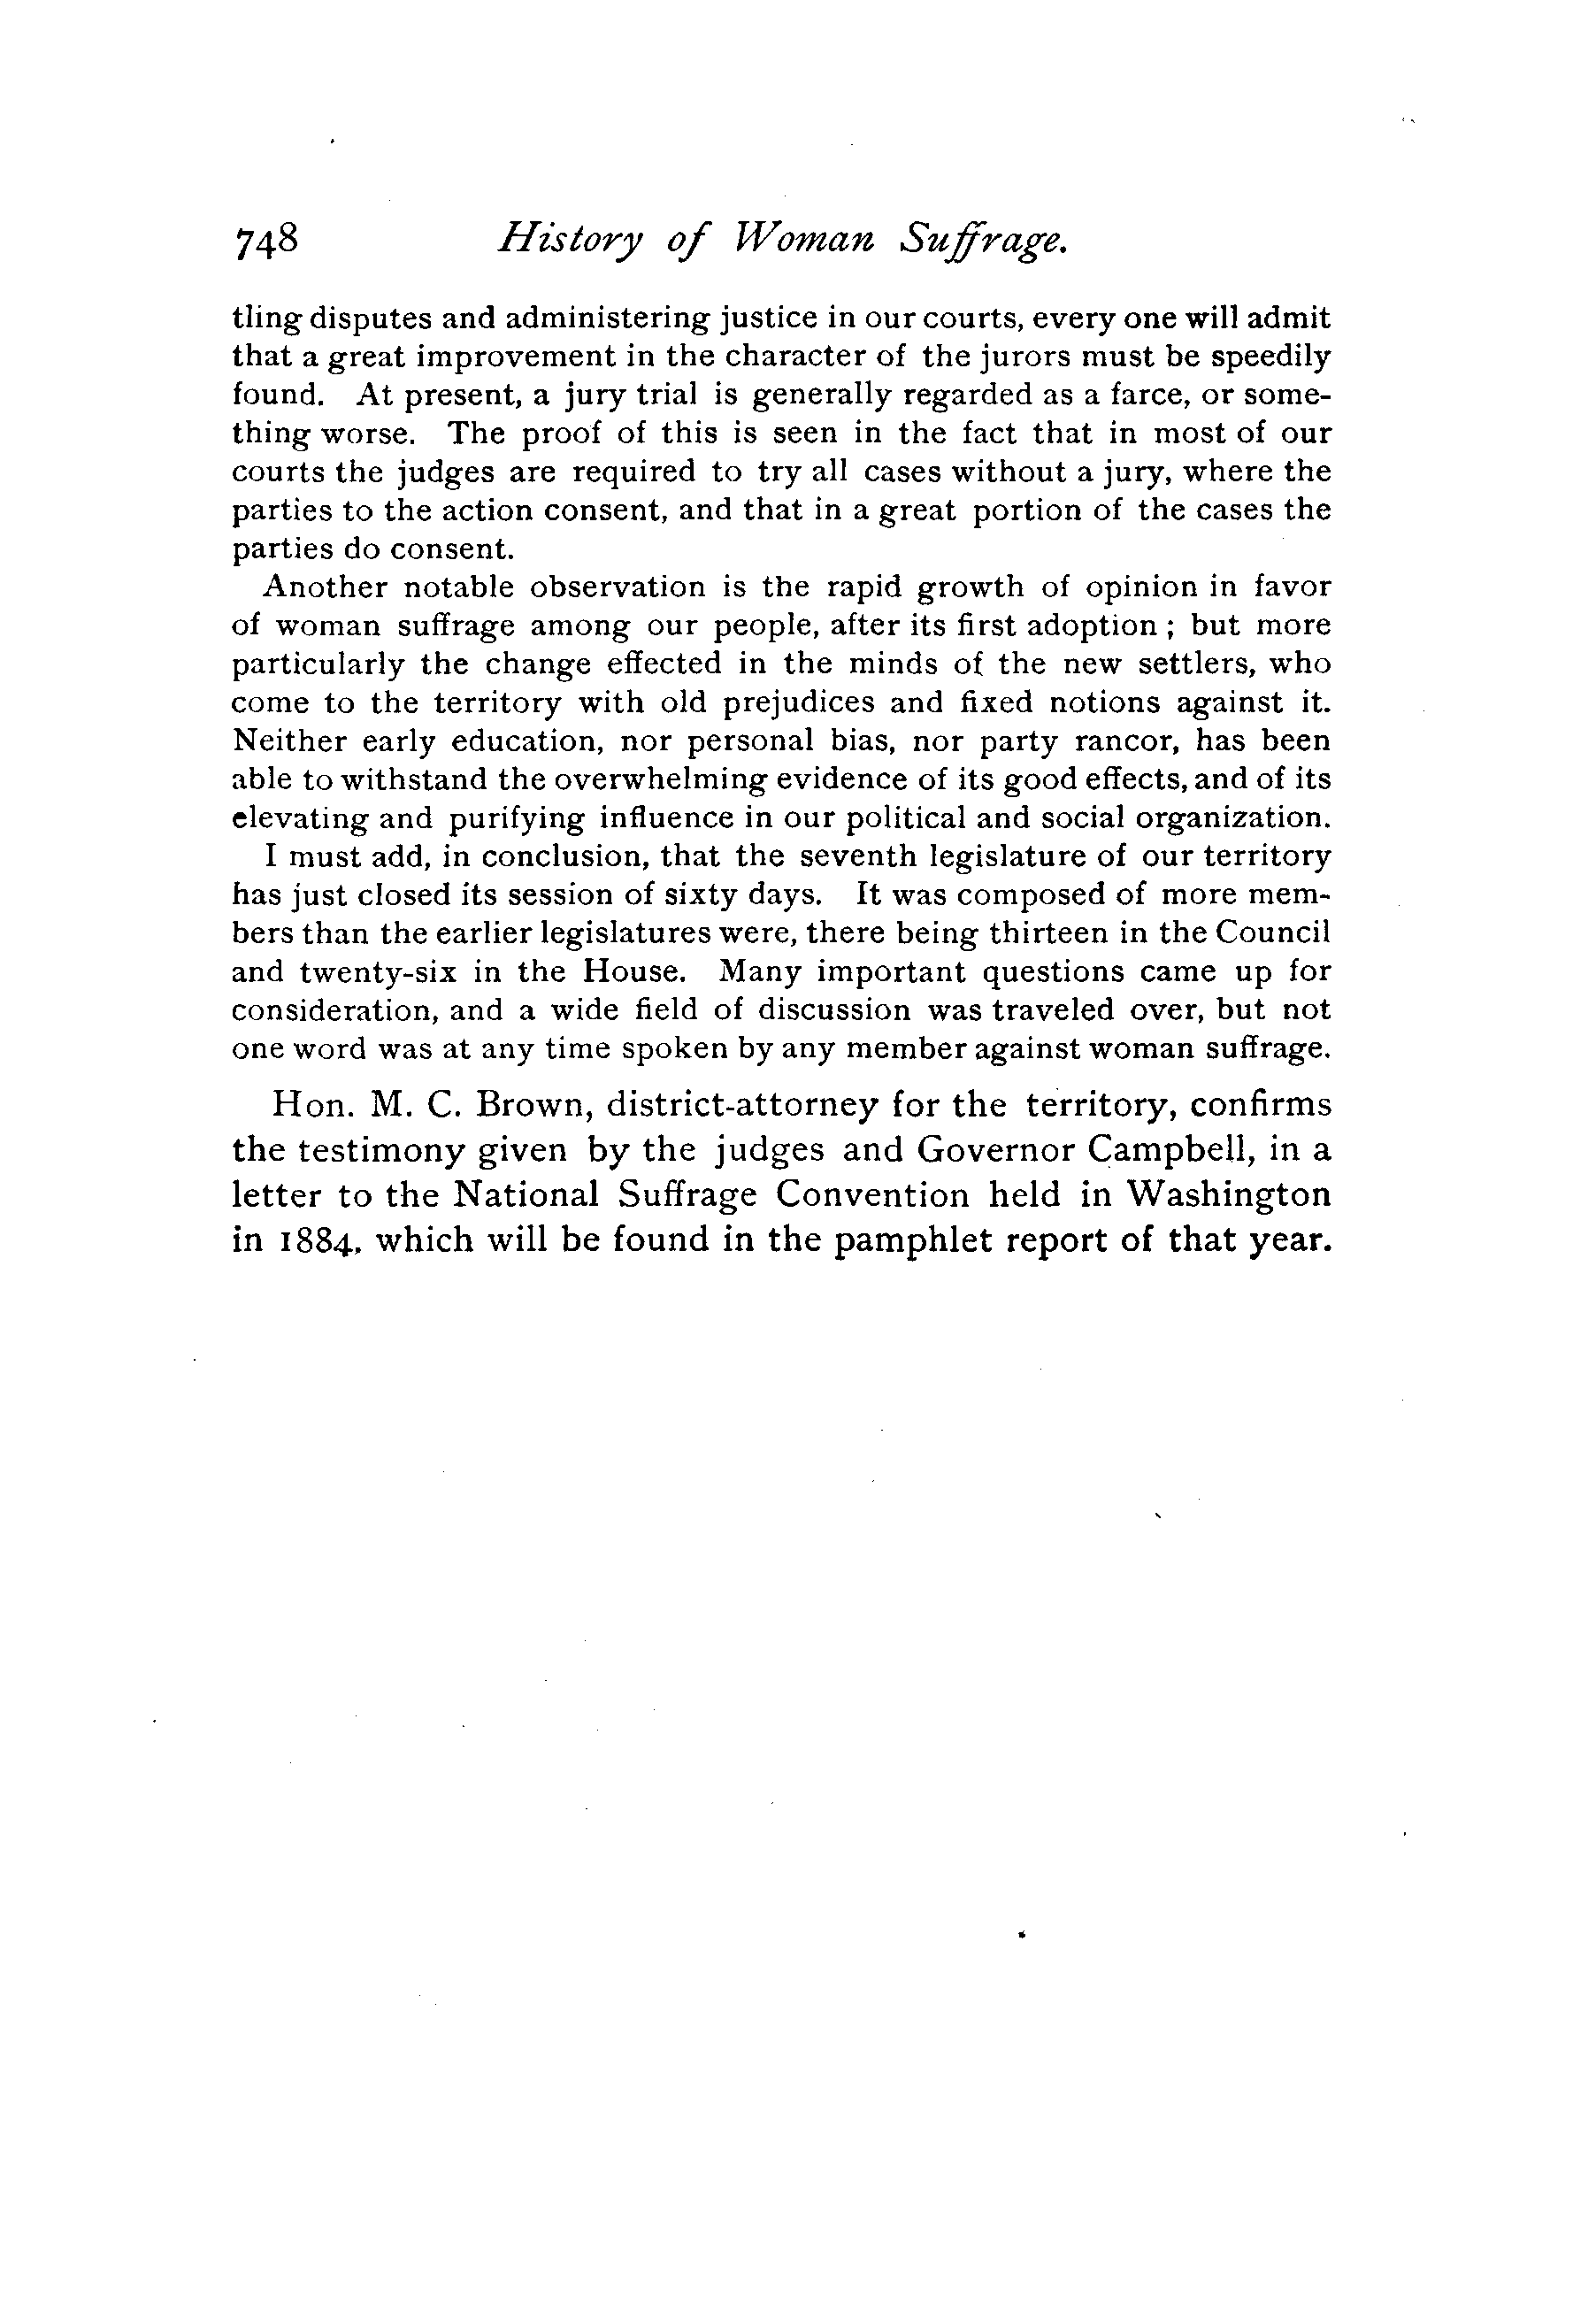 748 History of Woman Suffrage.
tling disputes and administering justice in our courts, every one will admit
that a great improvement in the character of the jurors must be speedily
found. At present, a jury trial is generally regarded as a farce, or some-
thing worse. The proof of this is seen in the fact that in most of our
courts the judges are required to try all cases without a jury, where the
parties to the action consent, and that in a great portion of the cases the
parties do consent.
Another notable observation is the rapid growth of opinion in favor
of woman suffrage among our people, after its first adoption ; but more
particularly the change effected in the minds of the new settlers, who
come to the territory with old prejudices and fixed notions against it.
Neither early education, nor personal bias, nor party rancor, has been
able to withstand the overwhelming evidence of its good effects, and of its
elevating and purifying influence in our political and social organization.
I must add, in conclusion, that the seventh legislature of our territory
has just closed its session of sixty days. It was composed of more mem-
bers than the earlier legislatures were, there being thirteen in the Council
and twenty-six in the House. Many important questions came up for
consideration, and a wide field of discussion was traveled over, but not
one word was at any time spoken by any member against woman suffrage.
Hon. M. C. Brown, district-attorney for the territory, confirms
the testimony given by the judges and Governor Campbell, in a
letter to the National Suffrage Convention held in Washington
in 1884, which will be found in the pamphlet report of that year.